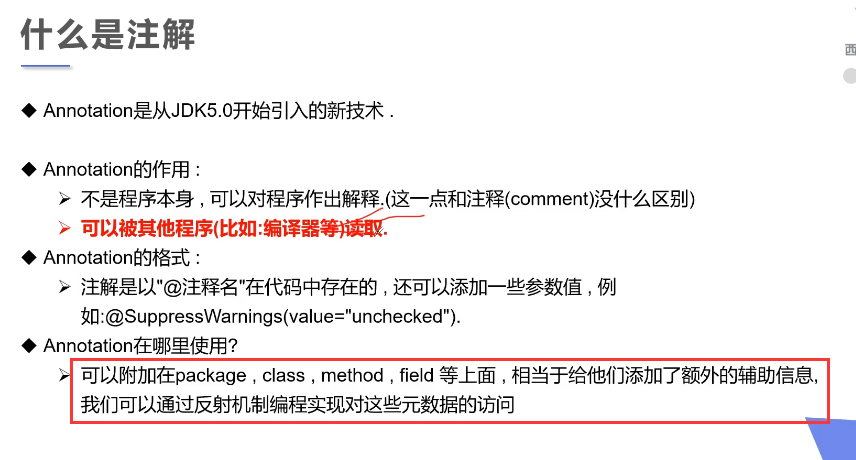 什么是注解
西
◆ Annotation是从JDK5.0开始引入的新技术 .
◆ Annotation的作用 :
➢ 不是程序本身 , 可以对程序作出解释.(这一点和注释(comment)没什么区别)
➢ 可以被其他程序(比如:编译器等)读取.
◆ Annotation的格式 :
➢ 注解是以"@注释名"在代码中存在的 , 还可以添加一些参数值 , 例
如:@SuppressWarnings(value="unchecked").
◆ Annotation在哪里使用?
➢ 可以附加在package , class , method , field 等上面 , 相当于给他们添加了额外的辅助信息,
我们可以通过反射机制编程实现对这些元数据的访问